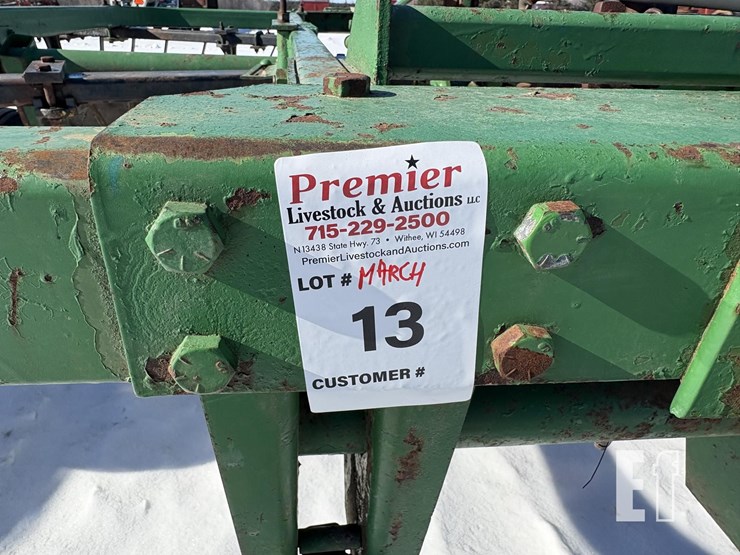 Premier
Livestock & Auctions LLC
715-229-2500
N13438 State Hwy. 73 • Withee, WI 54498
PremierLivestockandAuctions.com
LOT # MARCH
13
CUSTOMER #
Ef